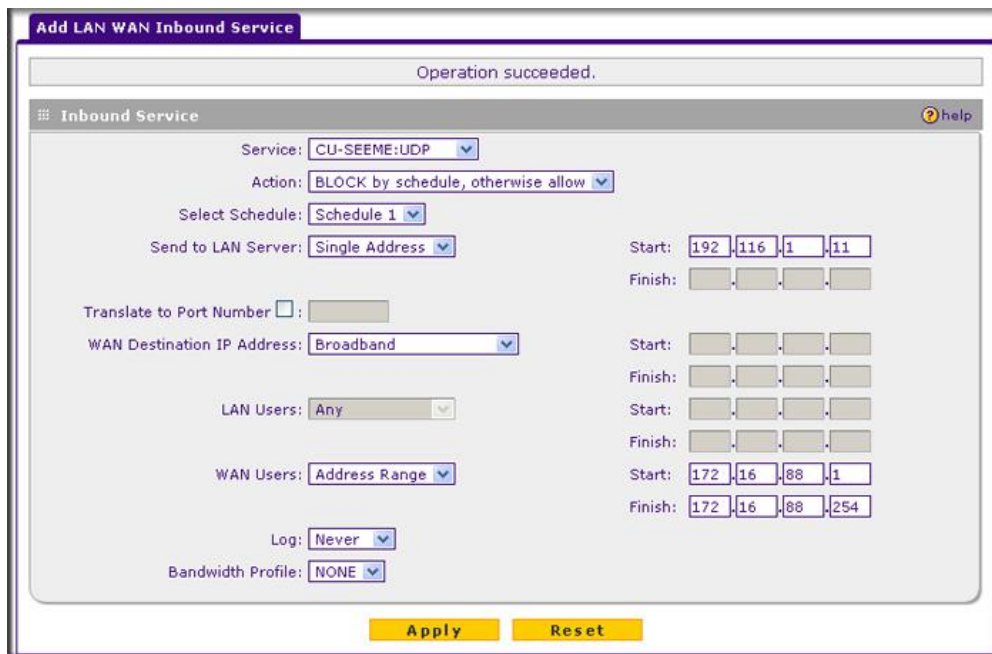 Add LAN WAN Inbound Service
Operation succeeded.
Inbound Service
help
Service: CU-SEEME:UDP
Action: BLOCK by schedule, otherwise allow
Select Schedule: Schedule 1
Send to LAN Server: Single Address Start: 192 .116 .1 .11
Finish: . . .
Translate to Port Number :
WAN Destination IP Address: Broadband Start: . . .
Finish: . . .
LAN Users: Any Start: . . .
Finish: . . .
WAN Users: Address Range Start: 172 .16 .88 .1
Finish: 172 .16 .88 .254
Log: Never
Bandwidth Profile: NONE
Apply Reset